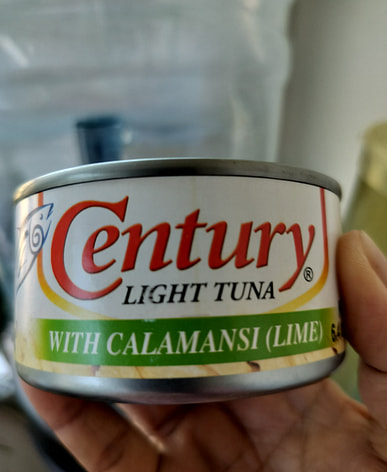 Century®
LIGHT TUNA
WITH CALAMANSI (LIME)